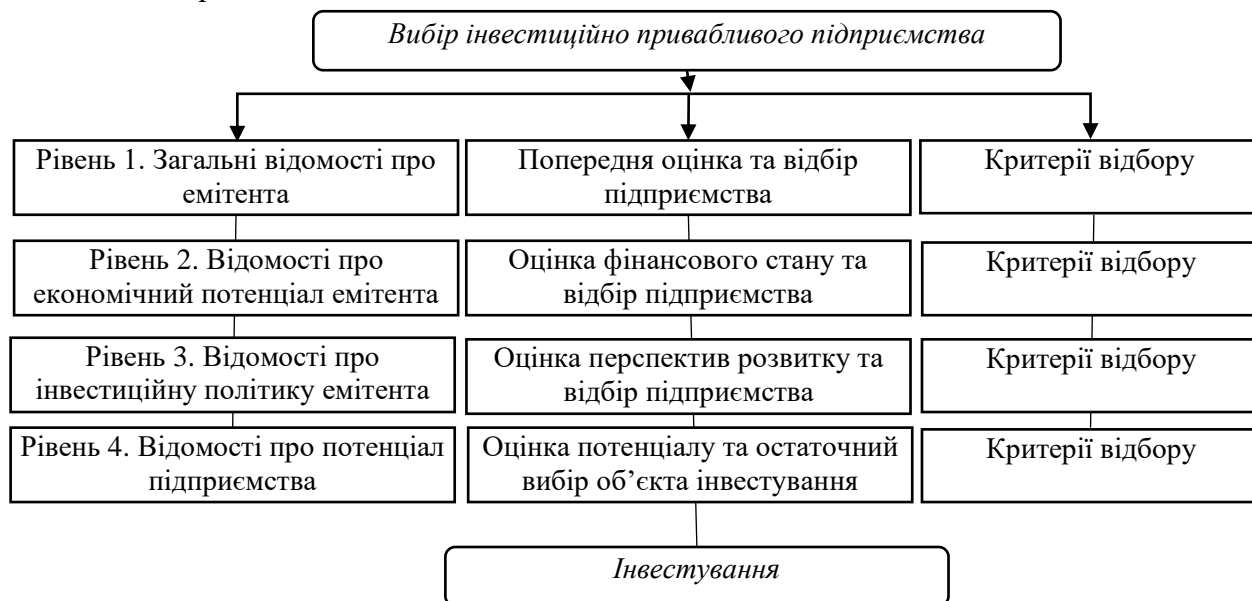 Вибір інвестиційно привабливого підприємства
Рівень 1. Загальні відомості про
емітента
Попередня оцінка та відбір
підприємства
Критерії відбору
Рівень 2. Відомості про
економічний потенціал емітента
Оцінка фінансового стану та
відбір підприємства
Критерії відбору
Рівень 3. Відомості про
інвестиційну політику емітента
Оцінка перспектив розвитку та
відбір підприємства
Критерії відбору
Рівень 4. Відомості про потенціал
підприємства
Оцінка потенціалу та остаточний
вибір об’єкта інвестування
Критерії відбору
Інвестування